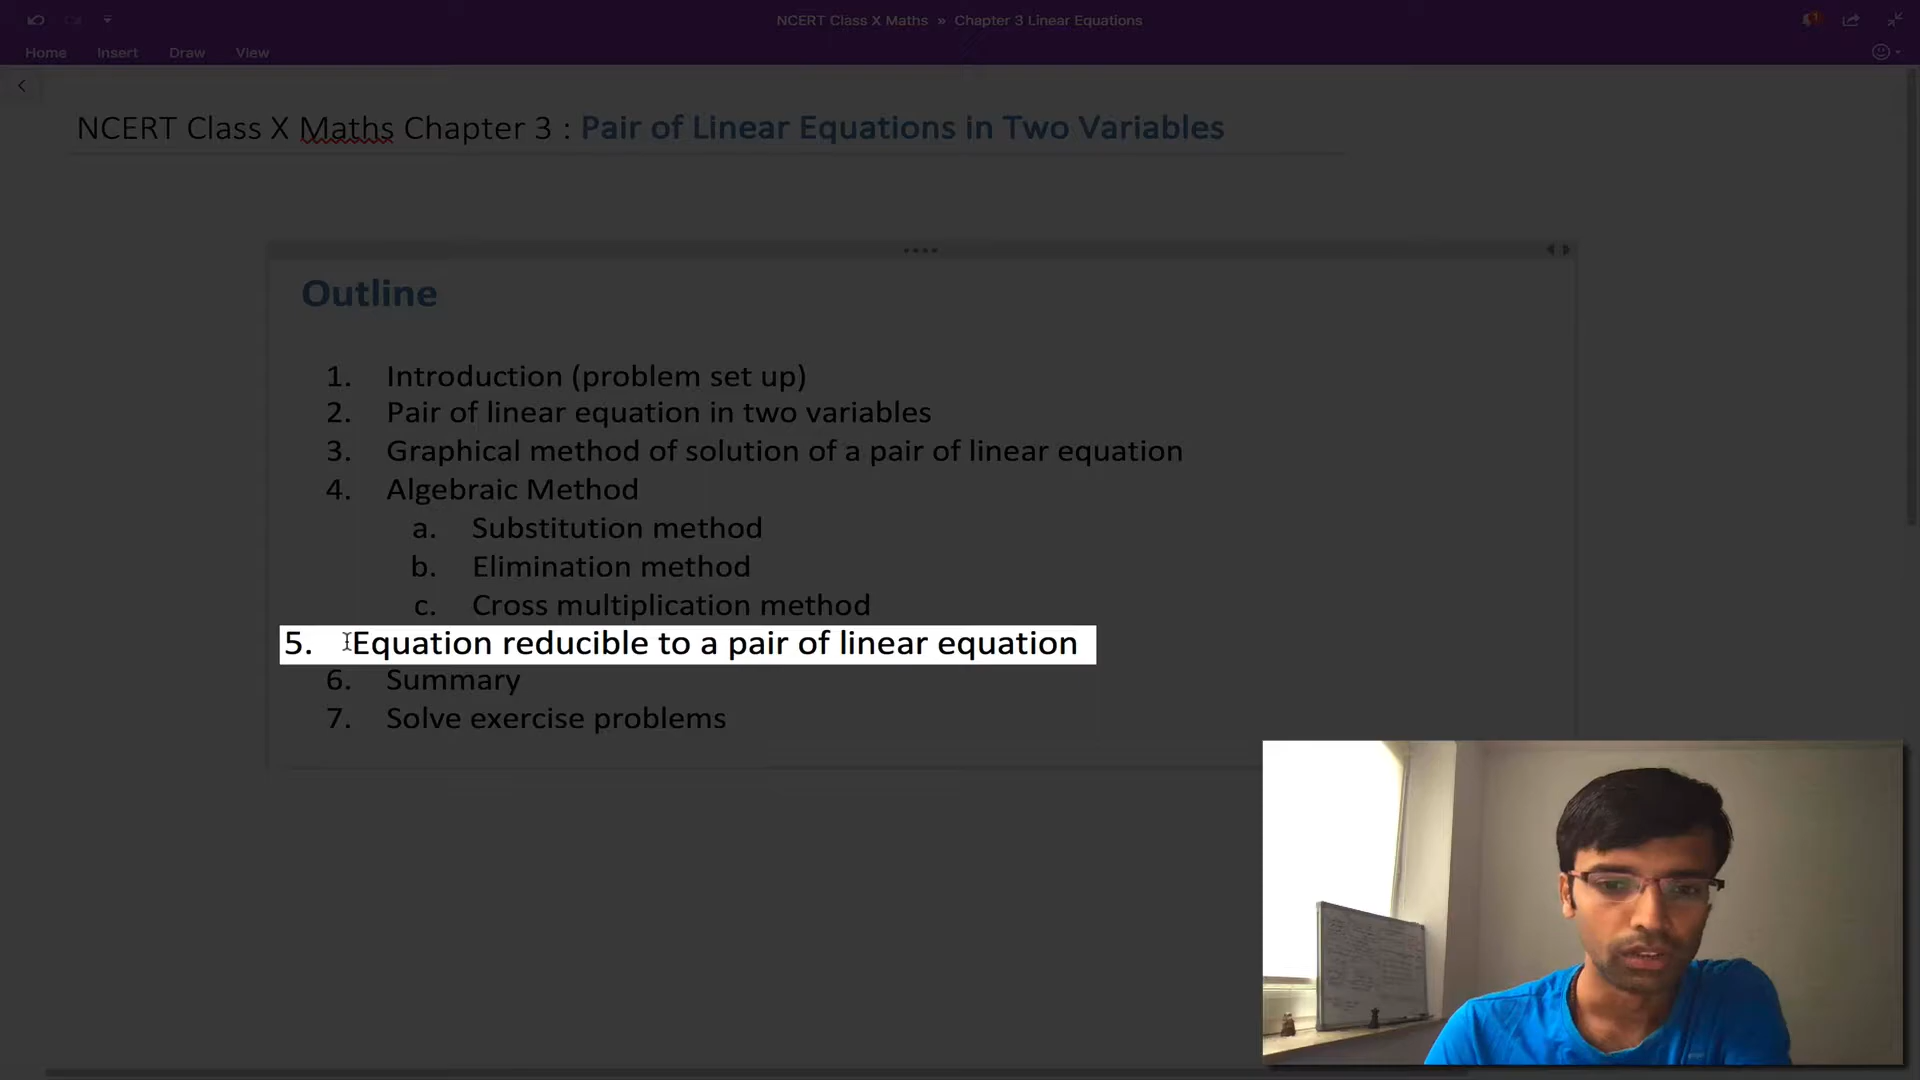 NCERT Class X Maths » Chapter 3 Linear Equations
Home Insert Draw View
NCERT Class X Maths Chapter 3 : Pair of Linear Equations in Two Variables
Outline
1. Introduction (problem set up)
2. Pair of linear equation in two variables
3. Graphical method of solution of a pair of linear equation
4. Algebraic Method
a. Substitution method
b. Elimination method
c. Cross multiplication method
5. Equation reducible to a pair of linear equation
6. Summary
7. Solve exercise problems